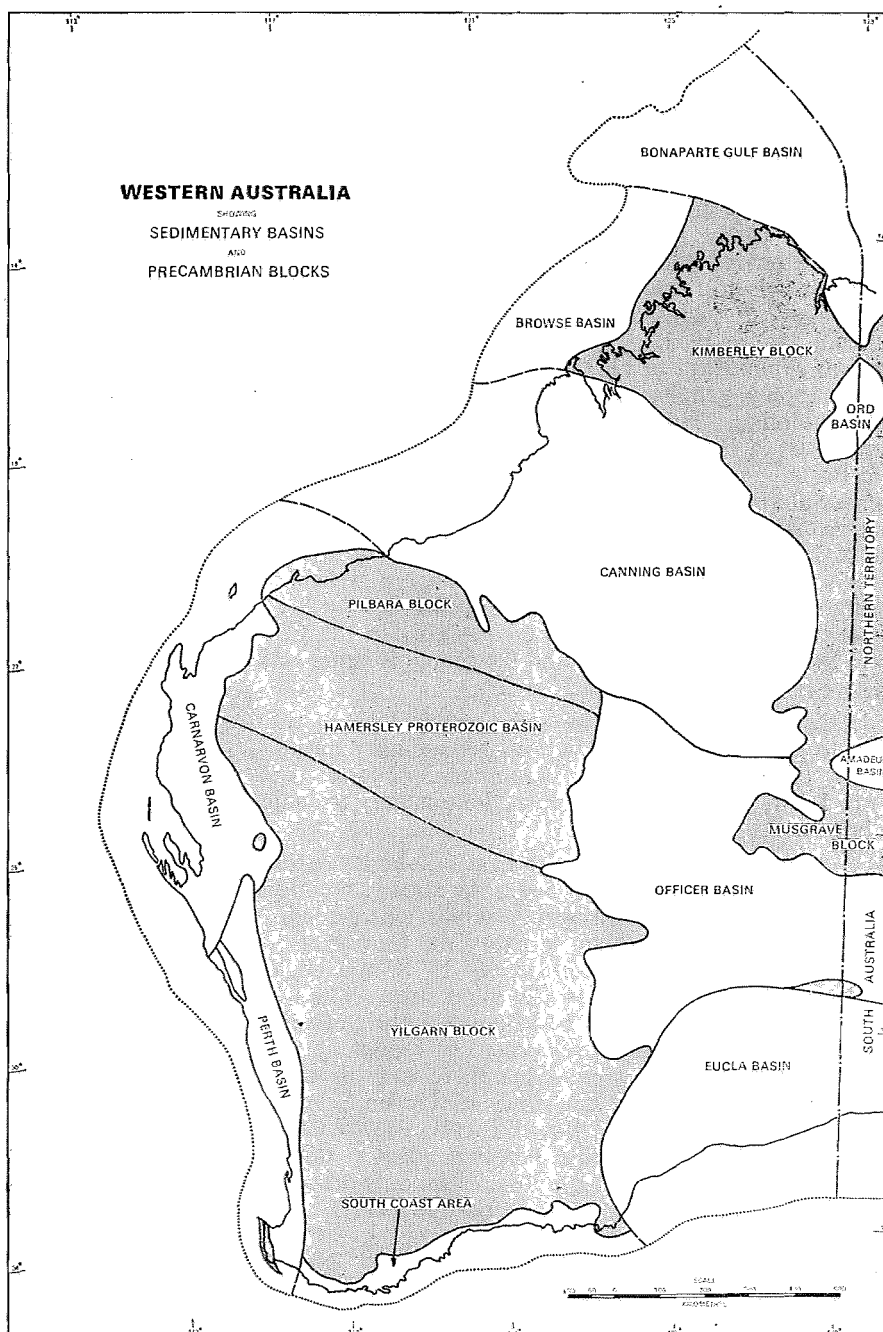 BONAPARTE GULF BASIN
WESTERN AUSTRALIA
SHOWING
SEDIMENTARY BASINS
AND
PRECAMBRIAN BLOCKS
BROWSE BASIN
KIMBERLEY BLOCK
ORD
BASIN
CANNING BASIN
PILBARA BLOCK
NORTHERN TERRITORY
HAMERSLEY PROTEROZOIC BASIN
CARNARVON BASIN
BASIN
MUSGRAVE
BLOCK
OFFICER BASIN
SOUTH AUSTRALIA
PERTH BASIN
YILGARN BLOCK
EUCLA BASIN
SOUTH COAST AREA
SCALE
KILOMETRES